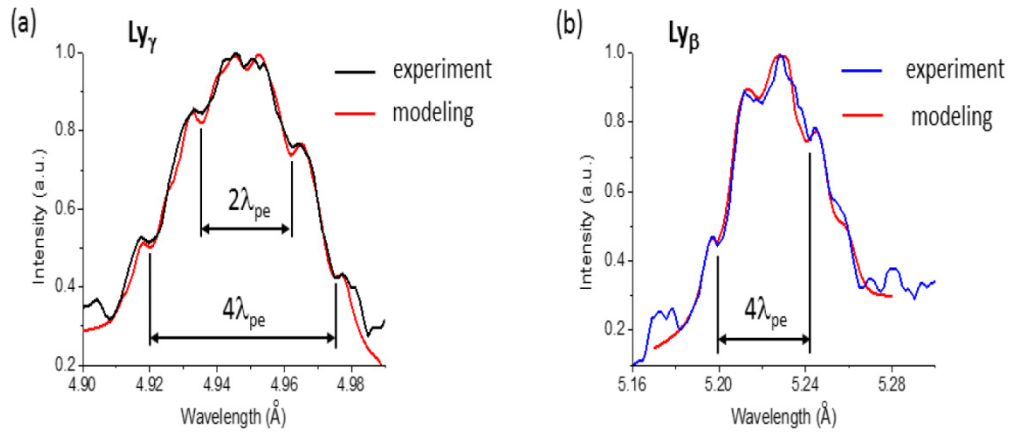 (a)
Lyγ
experiment
modeling
2λpe
4λpe
Intensity (a.u.)
1.0
0.8
0.6
0.4
0.2
4.90
4.92
4.94
4.96
4.98
Wavelength (Å)
(b)
Lyβ
experiment
modeling
4λpe
Intensity (a.u.)
1.0
0.8
0.6
0.4
0.2
5.16
5.20
5.24
5.28
Wavelength (Å)